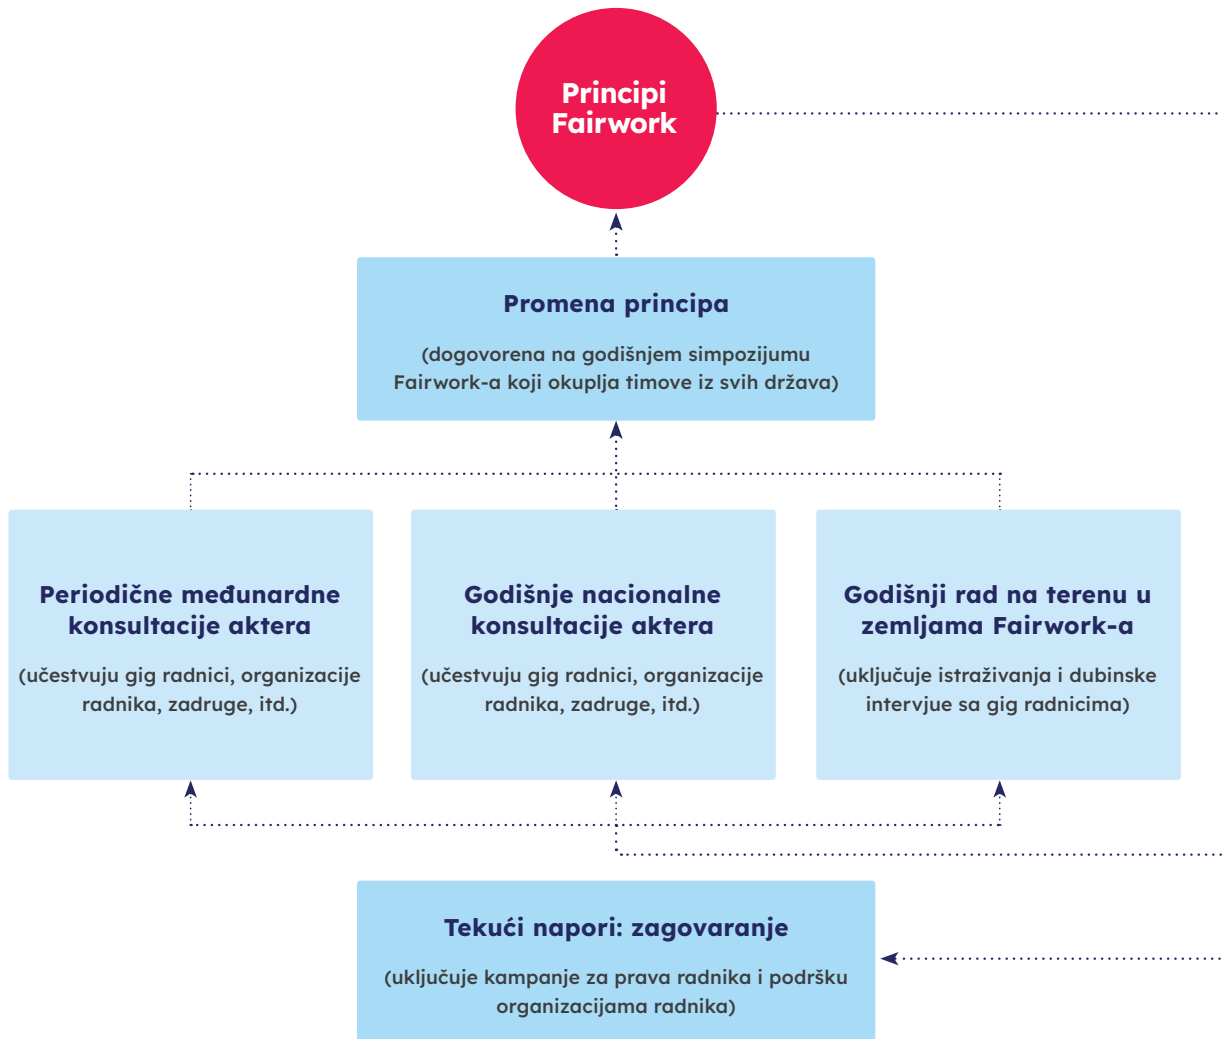 Principi
Fairwork
Promena principa
(dogovorena na godišnjem simpozijumu
Fairwork-a koji okuplja timove iz svih država)
Periodične međunardne
konsultacije aktera
(učestvuju gig radnici, organizacije
radnika, zadruge, itd.)
Godišnje nacionalne
konsultacije aktera
(učestvuju gig radnici, organizacije
radnika, zadruge, itd.)
Godišnji rad na terenu u
zemljama Fairwork-a
(uključuje istraživanja i dubinske
intervjue sa gig radnicima)
Tekući napori: zagovaranje
(uključuje kampanje za prava radnika i podršku
organizacijama radnika)